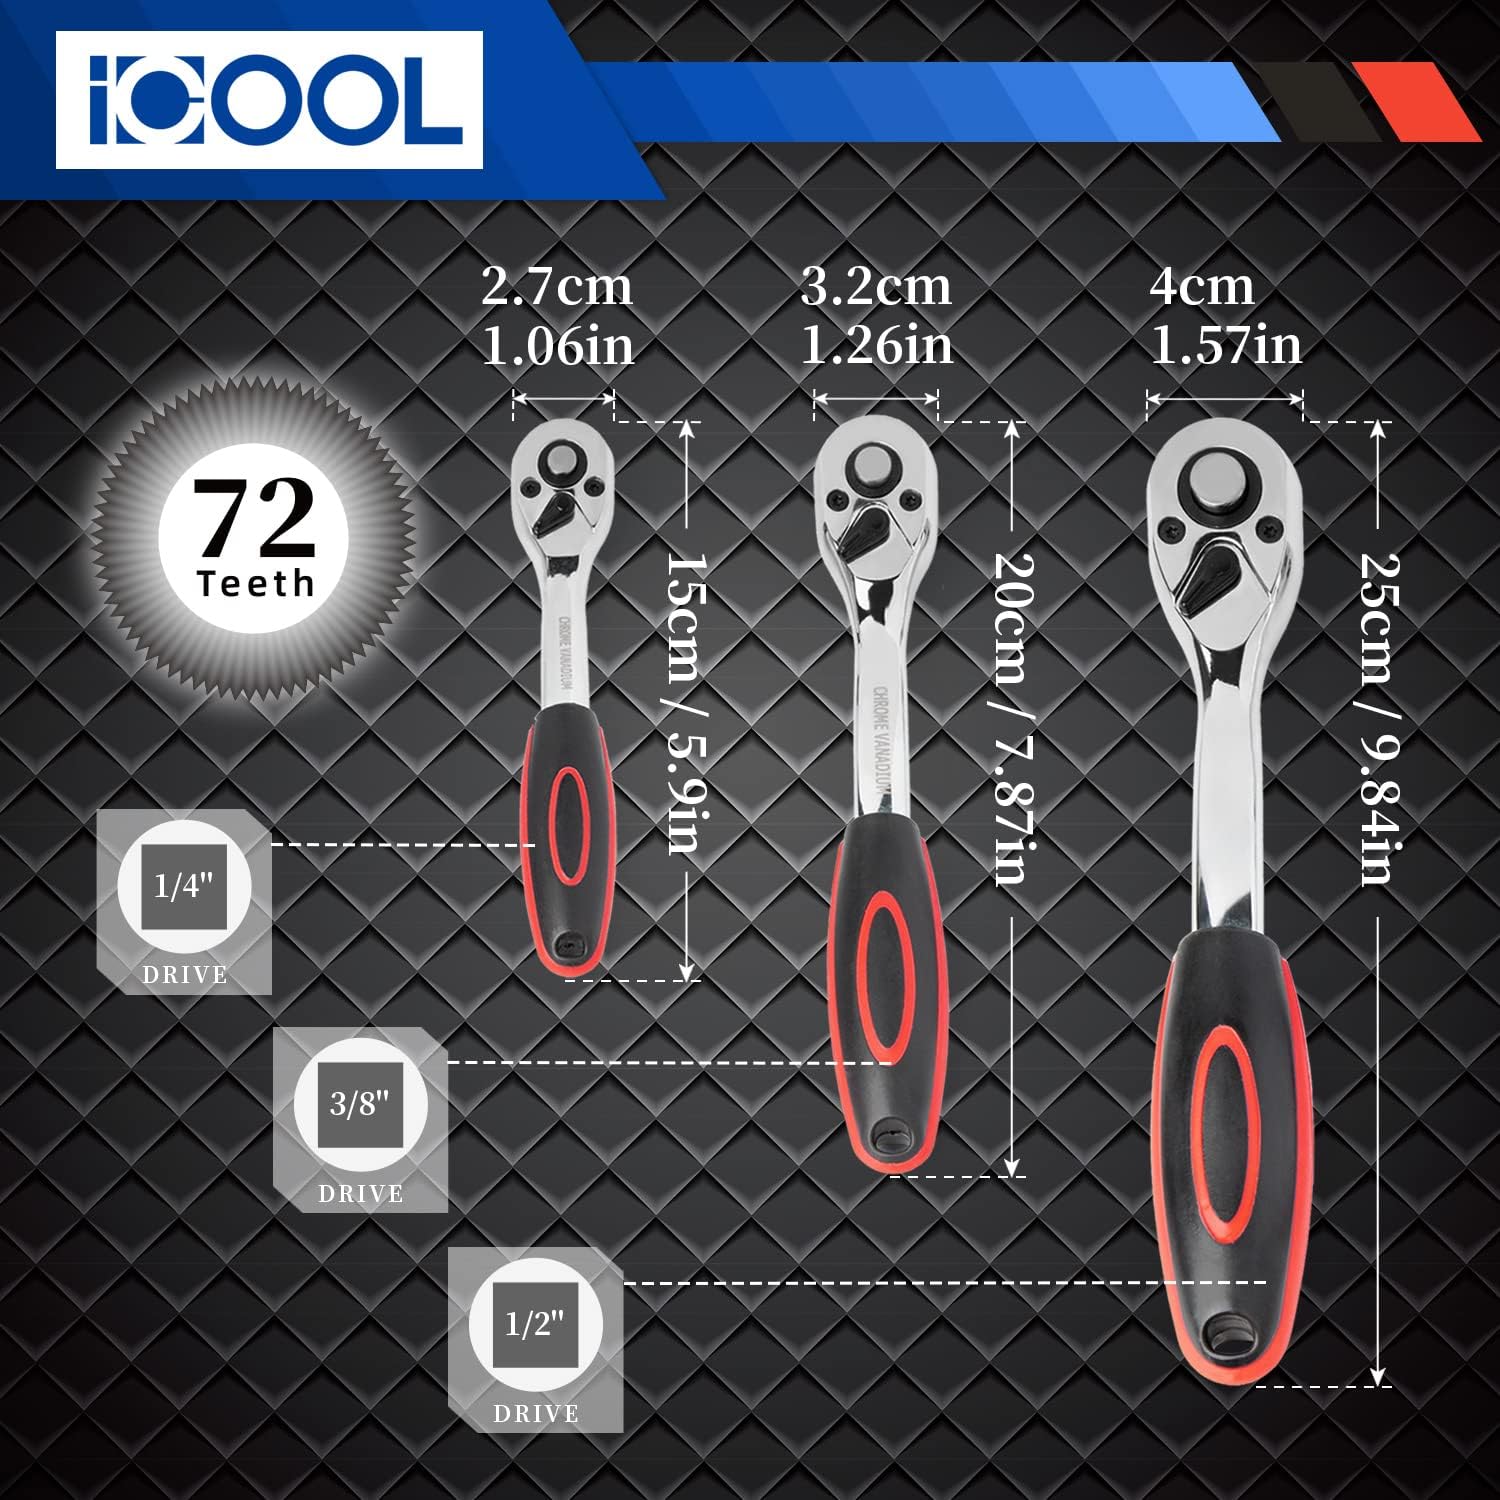 iCOOL
2.7cm
1.06in
3.2cm
1.26in
4cm
1.57in
72
Teeth
15cm / 5.9in
20cm / 7.87in
25cm / 9.84in
CHROME VANADIUM
CHROME VANADIUM
1/4"
DRIVE
3/8"
DRIVE
1/2"
DRIVE